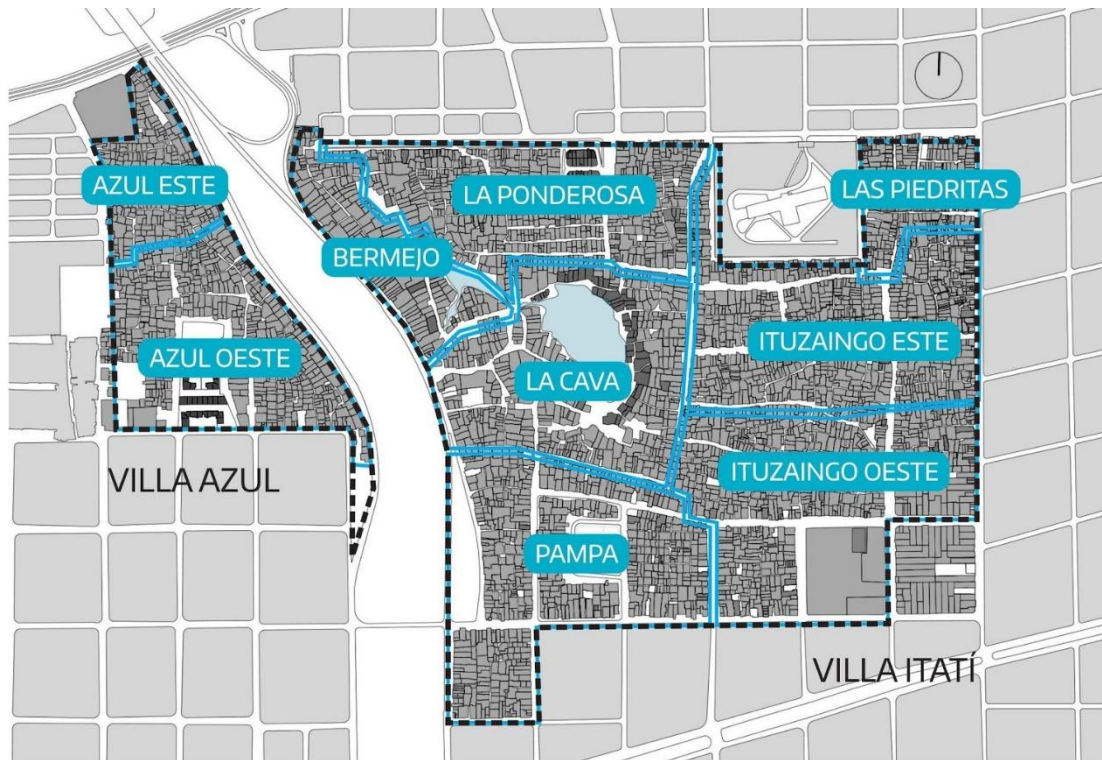 AZUL ESTE
LA PONDEROSA
LAS PIEDRITAS
BERMEJO
AZUL OESTE
ITUZAINGO ESTE
LA CAVA
VILLA AZUL
ITUZAINGO OESTE
PAMPA
VILLA ITATÍ